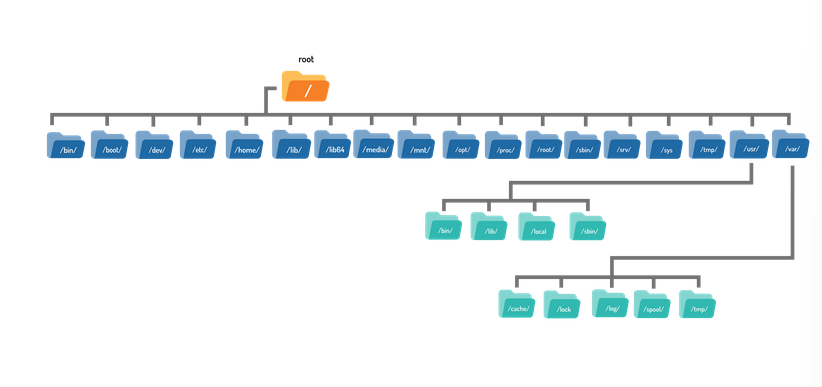 root
/
/bin/
/boot/
/dev/
/etc/
/home/
/lib/
/lib64
/media/
/mnt/
/opt/
/proc/
/root/
/sbin/
/srv/
/sys
/tmp/
/usr/
/var/
/bin/
/lib/
/local
/sbin/
/cache/
/lock
/log/
/spool/
/tmp/